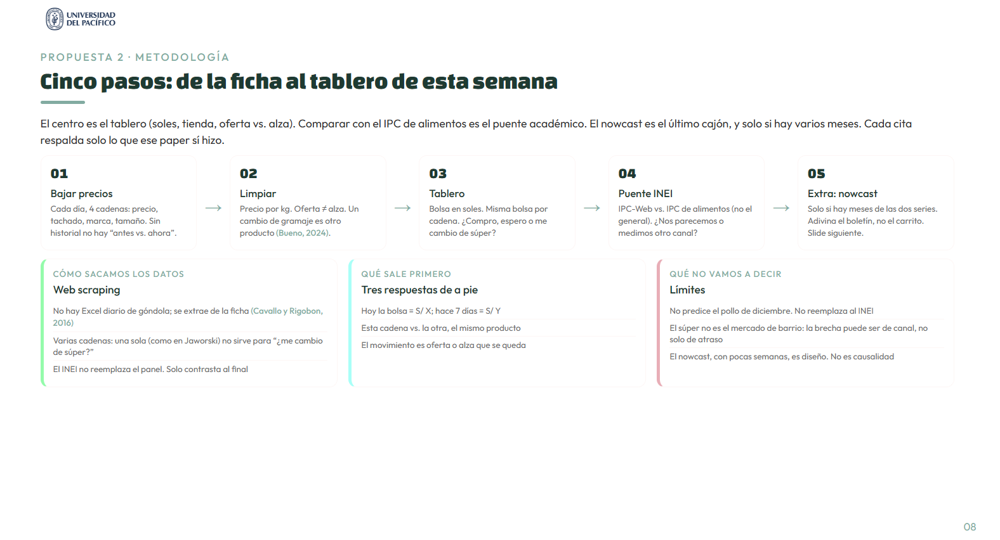 UNIVERSIDAD
DEL PACÍFICO
PROPUESTA 2 · METODOLOGÍA
Cinco pasos: de la ficha al tablero de esta semana
El centro es el tablero (soles, tienda, oferta vs. alza). Comparar con el IPC de alimentos es el puente académico. El nowcast es el último cajón, y solo si hay varios meses. Cada cita
respalda solo lo que ese paper sí hizo.
01
Bajar precios
Cada día, 4 cadenas: precio,
tachado, marca, tamaño. Sin
historial no hay “antes vs. ahora”.
→
02
Limpiar
Precio por kg. Oferta ≠ alza. Un
cambio de gramaje es otro
producto (Bueno, 2024).
→
03
Tablero
Bolsa en soles. Misma bolsa por
cadena. ¿Compro, espero o me
cambio de súper?
→
04
Puente INEI
IPC-Web vs. IPC de alimentos (no el
general). ¿Nos parecemos o
medimos otro canal?
→
05
Extra: nowcast
Solo si hay meses de las dos series.
Adivina el boletín, no el carrito.
Slide siguiente.
CÓMO SACAMOS LOS DATOS
Web scraping
No hay Excel diario de góndola; se extrae de la ficha (Cavallo y Rigobon,
2016)
Varias cadenas: una sola (como en Jaworski) no sirve para “¿me cambio
de súper?”
El INEI no reemplaza el panel. Solo contrasta al final
QUÉ SALE PRIMERO
Tres respuestas de a pie
Hoy la bolsa = S/ X; hace 7 días = S/ Y
Esta cadena vs. la otra, el mismo producto
El movimiento es oferta o alza que se queda
QUÉ NO VAMOS A DECIR
Límites
No predice el pollo de diciembre. No reemplaza al INEI
El súper no es el mercado de barrio: la brecha puede ser de canal, no
solo de atraso
El nowcast, con pocas semanas, es diseño. No es causalidad
08